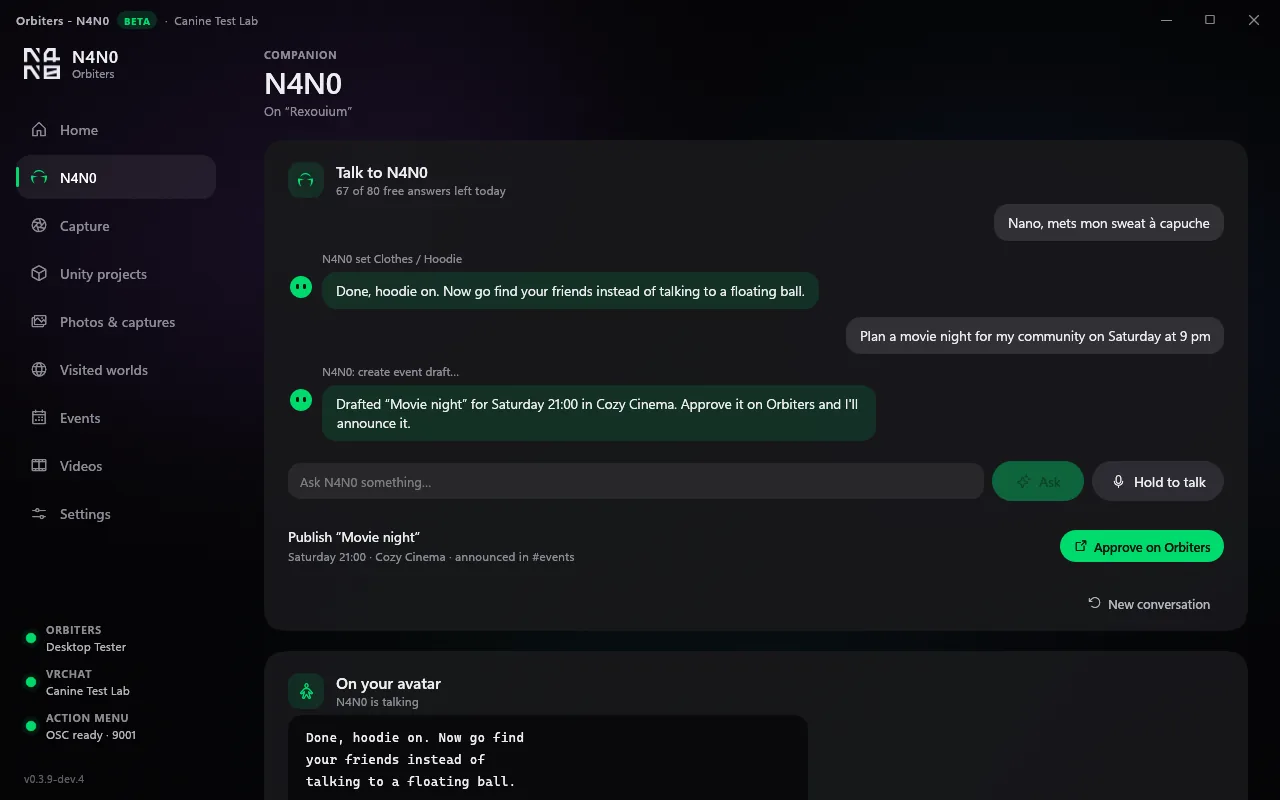 Orbiters - N4N0 BETA · Canine Test Lab
N4N0
Orbiters
Home
N4N0
Capture
Unity projects
Photos & captures
Visited worlds
Events
Videos
Settings
ORBITERS
Desktop Tester
VRCHAT
Canine Test Lab
ACTION MENU
OSC ready · 9001
v0.3.9-dev.4
COMPANION
N4N0
On “Rexouium”
Talk to N4N0
67 of 80 free answers left today
Nano, mets mon sweat à capuche
N4N0 set Clothes / Hoodie
Done, hoodie on. Now go find your friends instead of talking to a floating ball.
Plan a movie night for my community on Saturday at 9 pm
N4N0: create event draft...
Drafted “Movie night” for Saturday 21:00 in Cozy Cinema. Approve it on Orbiters and I'll
announce it.
Ask N4N0 something...
Ask
Hold to talk
Publish “Movie night”
Saturday 21:00 · Cozy Cinema · announced in #events
Approve on Orbiters
New conversation
On your avatar
N4N0 is talking
Done, hoodie on. Now go find
your friends instead of
talking to a floating ball.